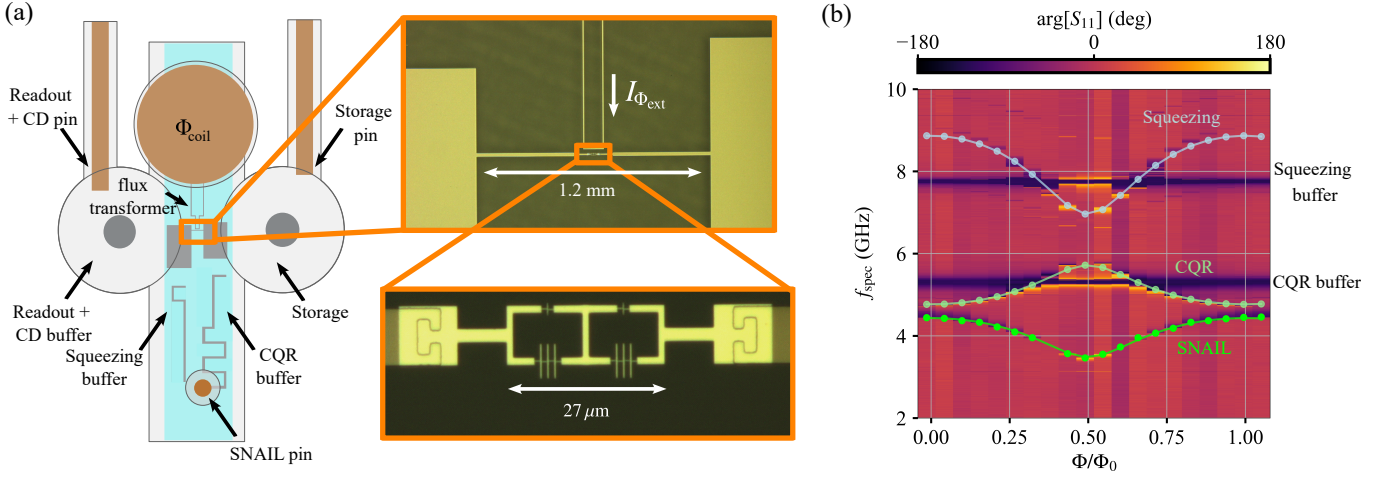 (a)
Readout
+ CD pin
Φcoil
Storage
pin
flux
transformer
Readout +
CD buffer
Squeezing
buffer
CQR
buffer
Storage
SNAIL pin
IΦext
1.2 mm
27 μm
(b)
arg[S11] (deg)
−180
0
180
10
8
6
4
2
fspec (GHz)
Squeezing
CQR
SNAIL
Squeezing
buffer
CQR buffer
0.00
0.25
0.50
0.75
1.00
Φ/Φ0